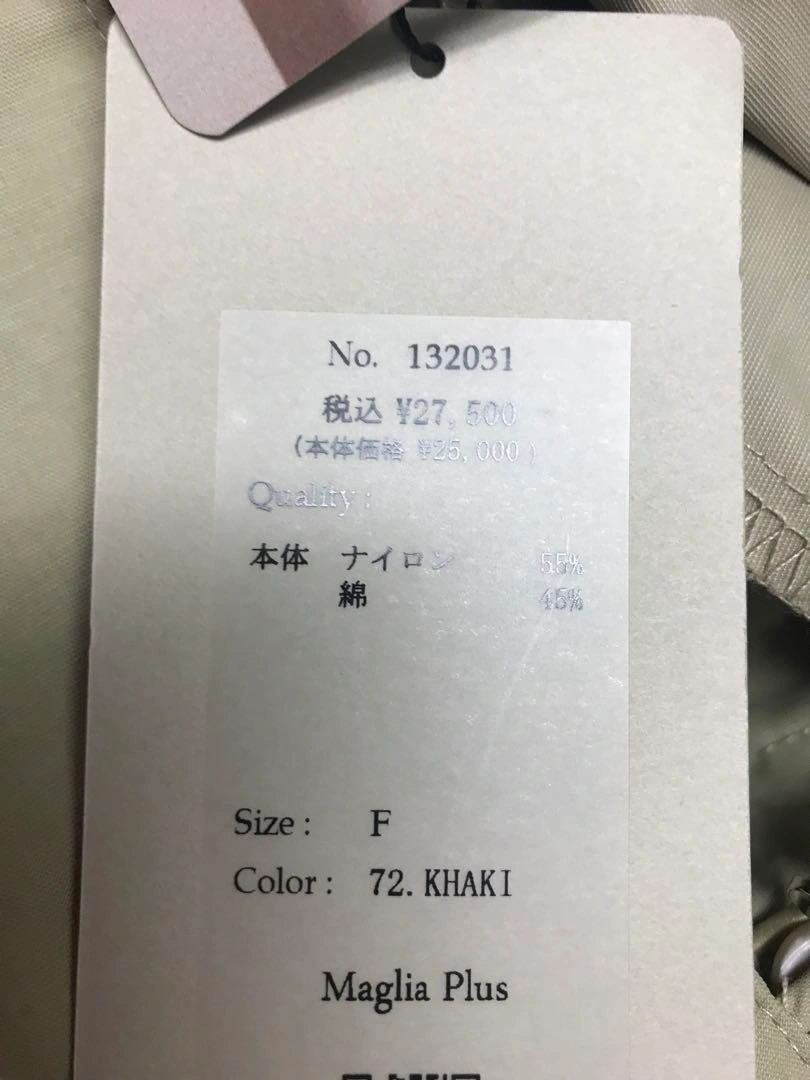 No. 132031
税込 ¥27,500
(本体価格 ¥25,000)
Quality:
本体 ナイロン 55%
綿 45%
Size: F
Color: 72. KHAKI
Maglia Plus